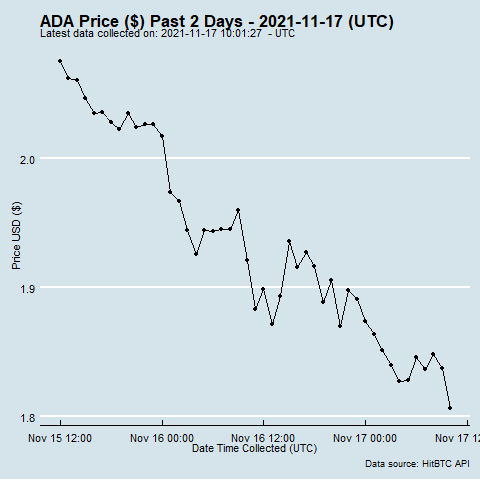 ADA Price ($) Past 2 Days - 2021-11-17 (UTC)
Latest data collected on: 2021-11-17 10:01:27 - UTC
2.0
1.9
1.8
Price USD ($)
Nov 15 12:00 Nov 16 00:00 Nov 16 12:00 Nov 17 00:00 Nov 17 12
Date Time Collected (UTC)
Data source: HitBTC API